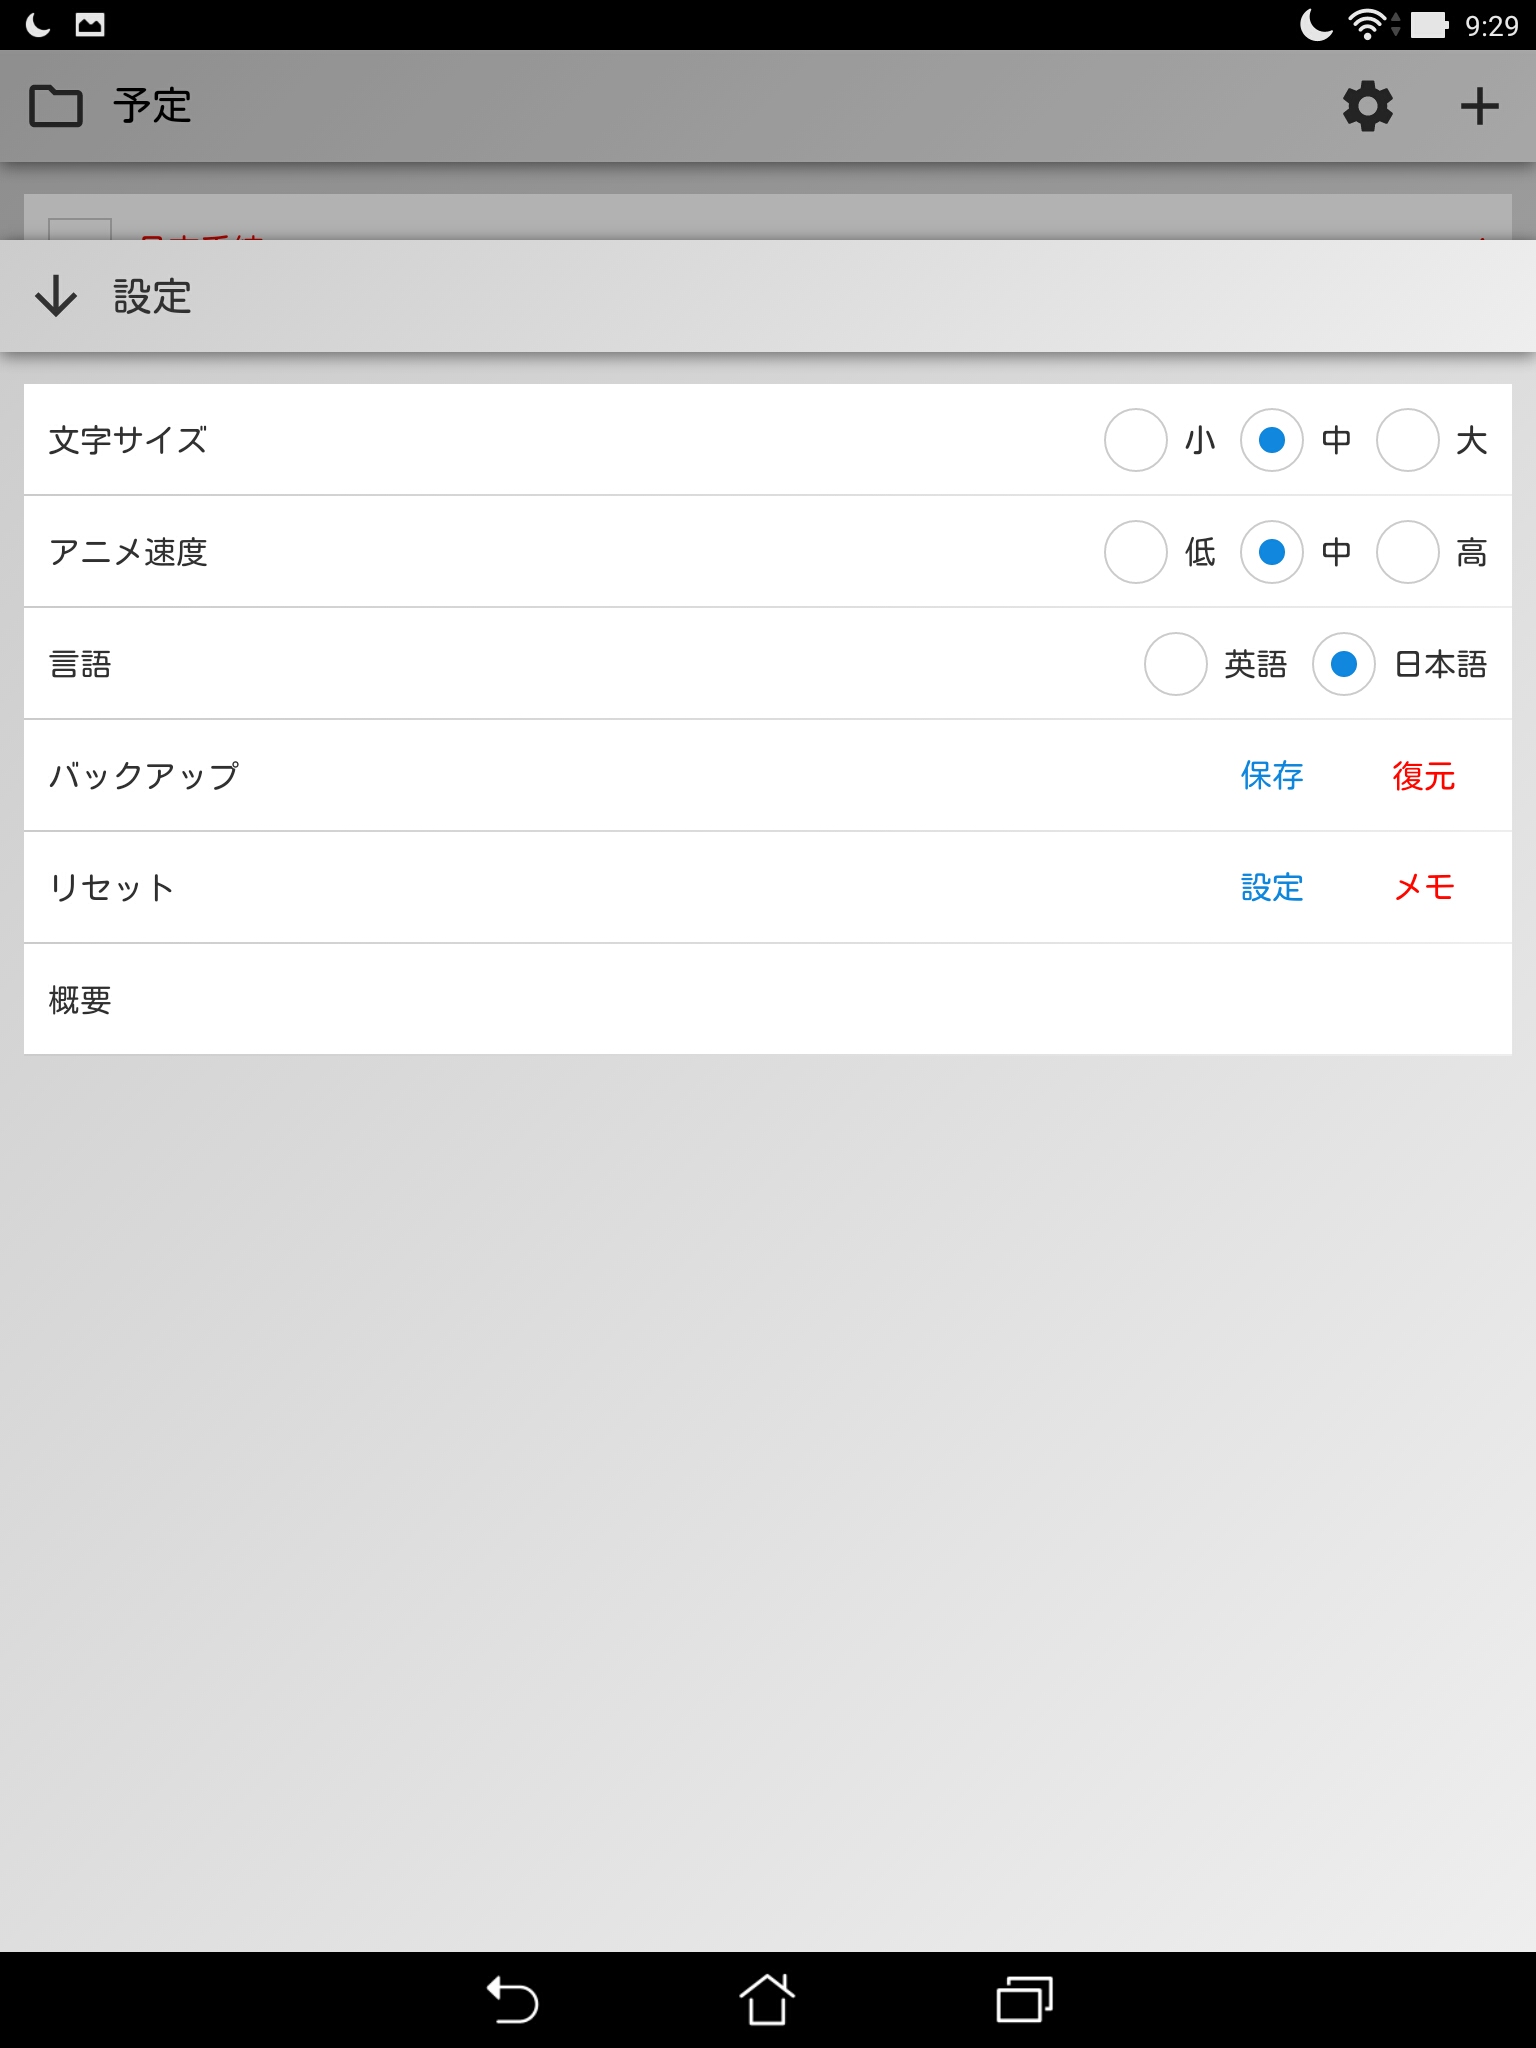 9:29
予定
設定
文字サイズ 小 中 大
アニメ速度 低 中 高
言語 英語 日本語
バックアップ 保存 復元
リセット 設定 メモ
概要